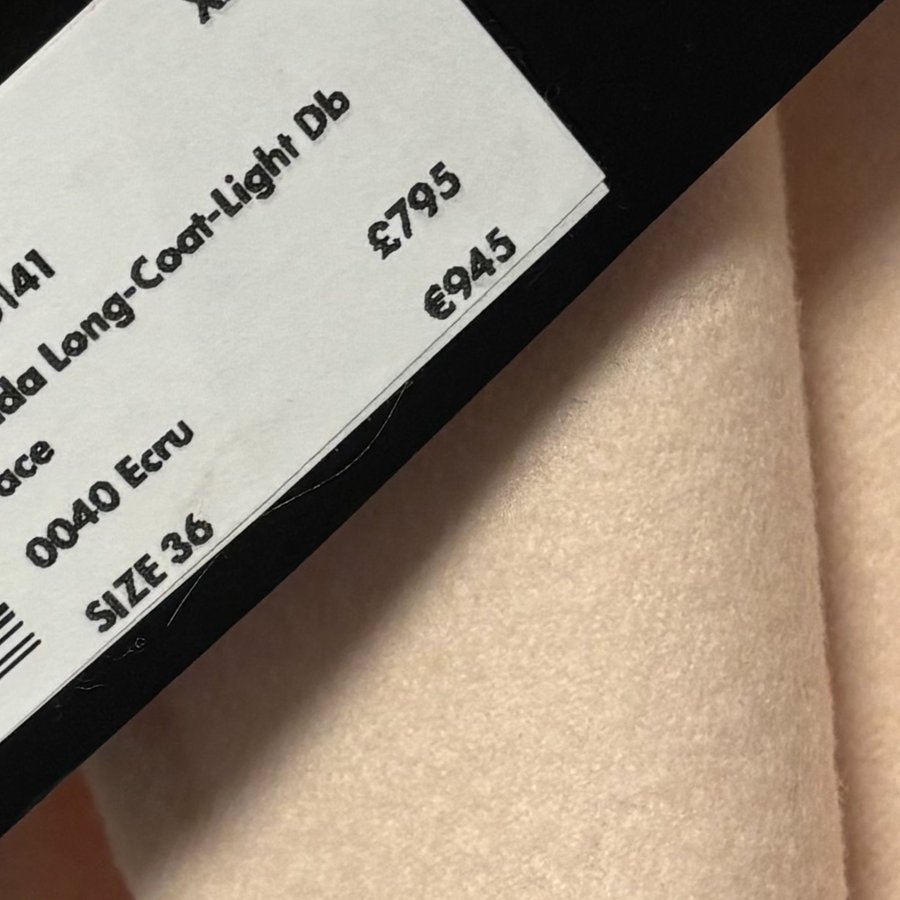 141
da Long-Coat-Light Db
ace
0040 Ecru
£795
SIZE 36
€945